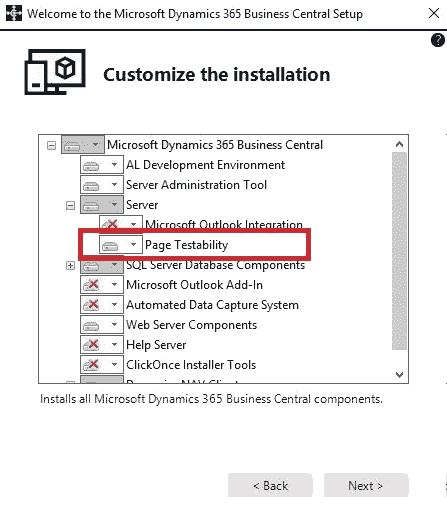 Welcome to the Microsoft Dynamics 365 Business Central Setup
?
Customize the installation
Microsoft Dynamics 365 Business Central
AL Development Environment
Server Administration Tool
Server
Microsoft Outlook Integration
Page Testability
SQL Server Database Components
Microsoft Outlook Add-In
Automated Data Capture System
Web Server Components
Help Server
ClickOnce Installer Tools
Installs all Microsoft Dynamics 365 Business Central components.
< Back Next >